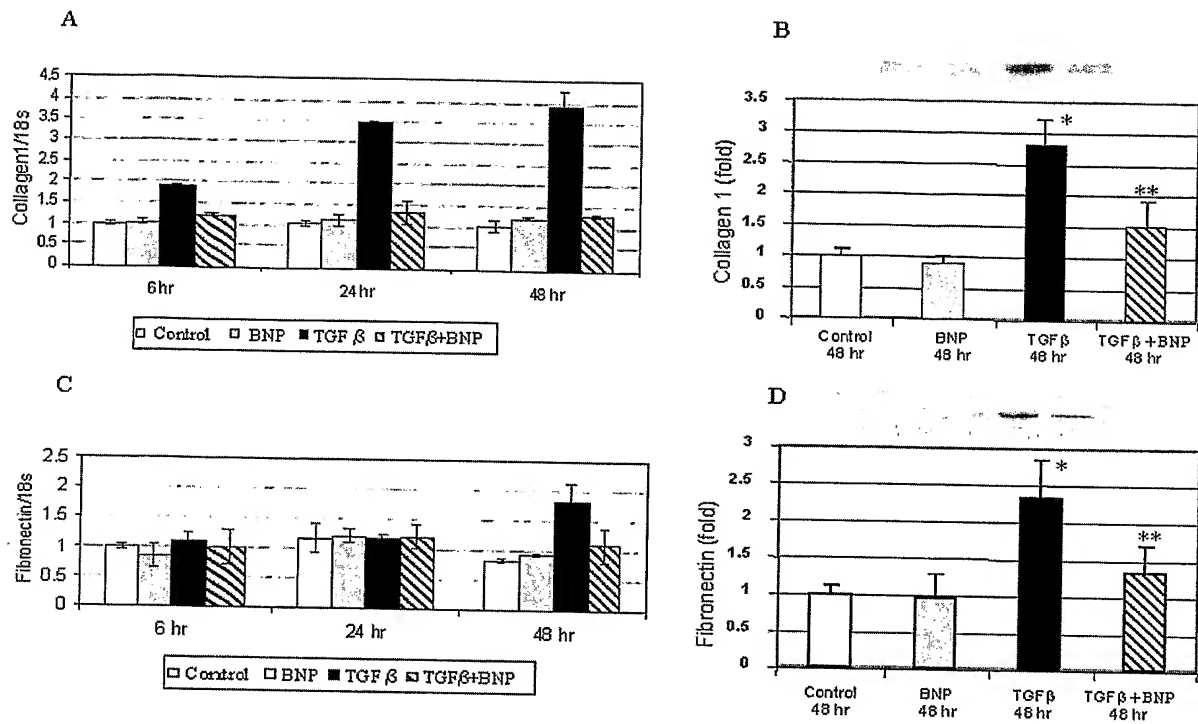 A
4.5
4
3.5
3
2.5
2
1.5
1
0.5
0
Collagen1/18s
6 hr
24 hr
48 hr
Control BNP TGF β TGFβ+BNP
B
3.5
3
2.5
2
1.5
1
0.5
0
Collagen 1 (fold)
*
**
Control
48 hr
BNP
48 hr
TGFβ
48 hr
TGFβ+BNP
48 hr
C
2.5
2
1.5
1
0.5
0
Fibronectin/18s
6 hr
24 hr
48 hr
Control BNP TGF β TGFβ+BNP
D
3
2.5
2
1.5
1
0.5
0
Fibronectin (fold)
*
**
Control
48 hr
BNP
48 hr
TGFβ
48 hr
TGFβ+BNP
48 hr